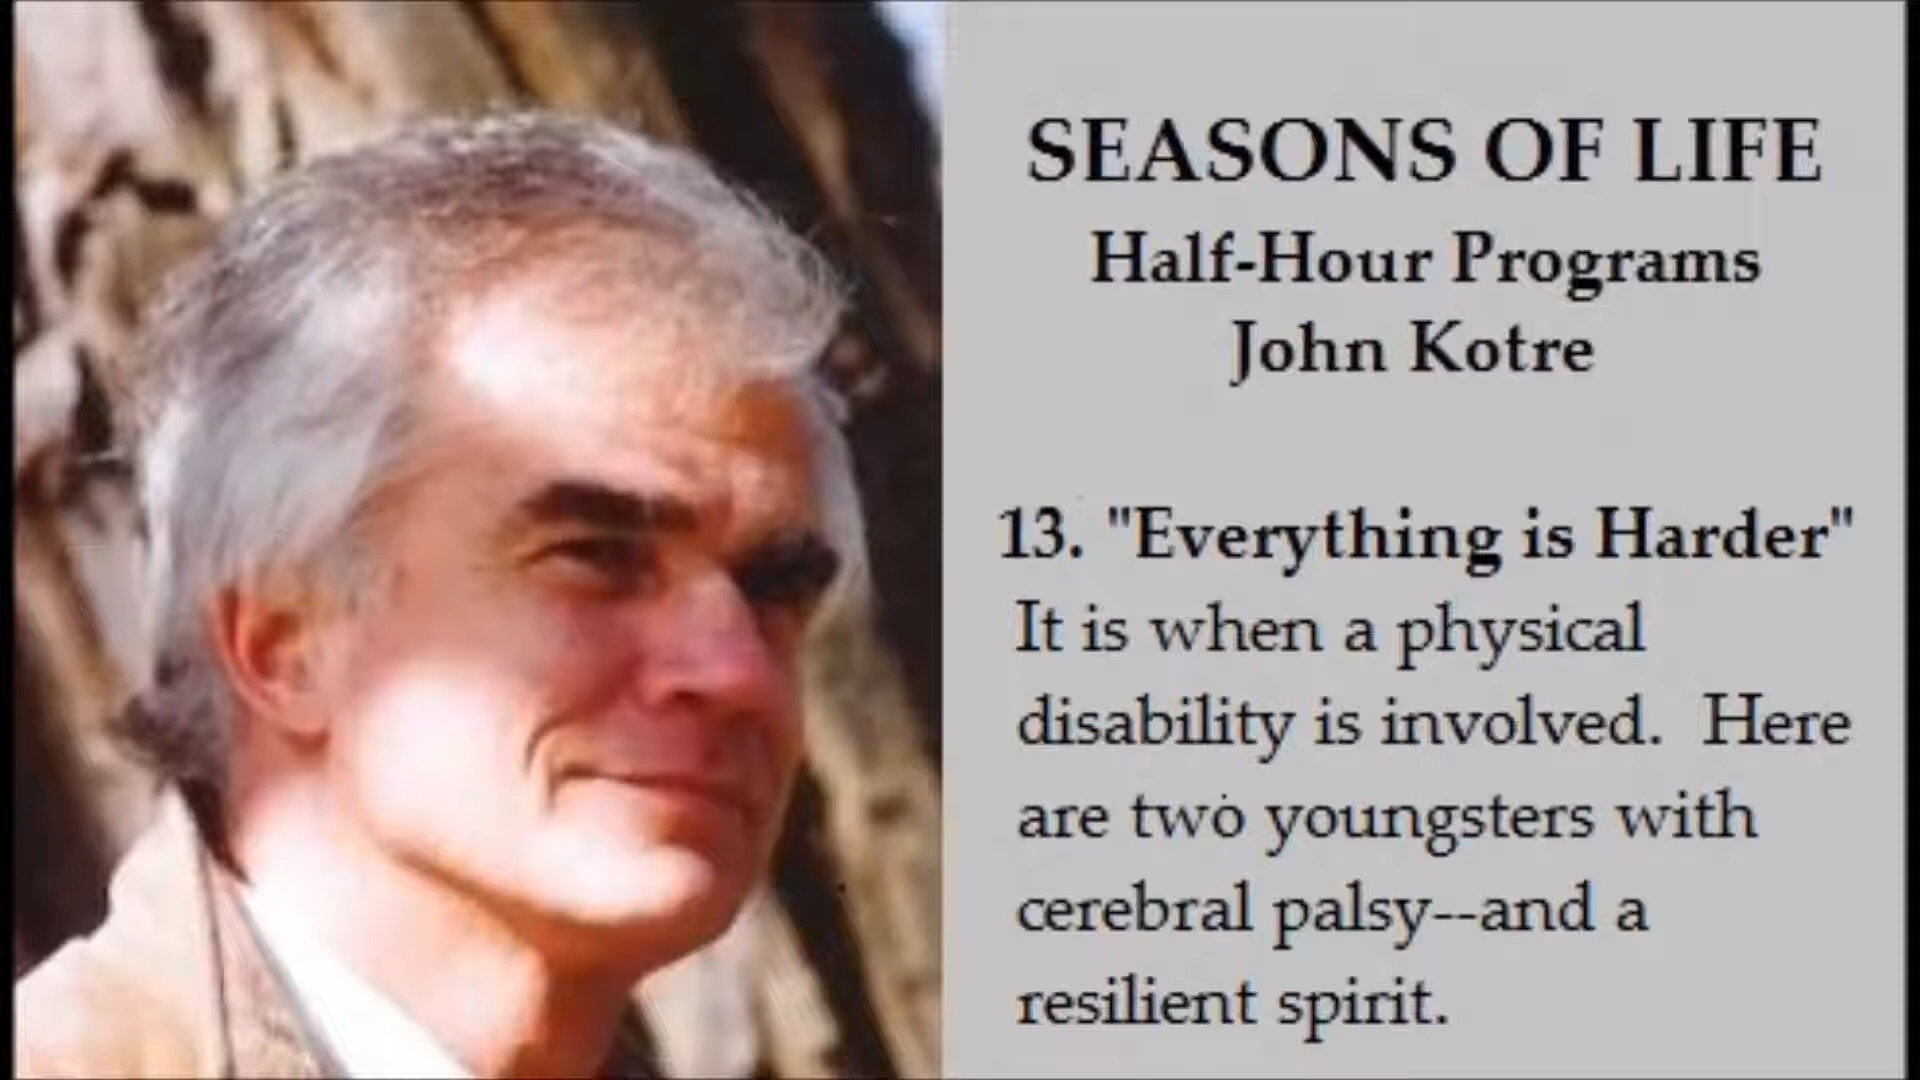 SEASONS OF LIFE
Half-Hour Programs
John Kotre
13. "Everything is Harder"
It is when a physical
disability is involved.  Here
are two youngsters with
cerebral palsy--and a
resilient spirit.